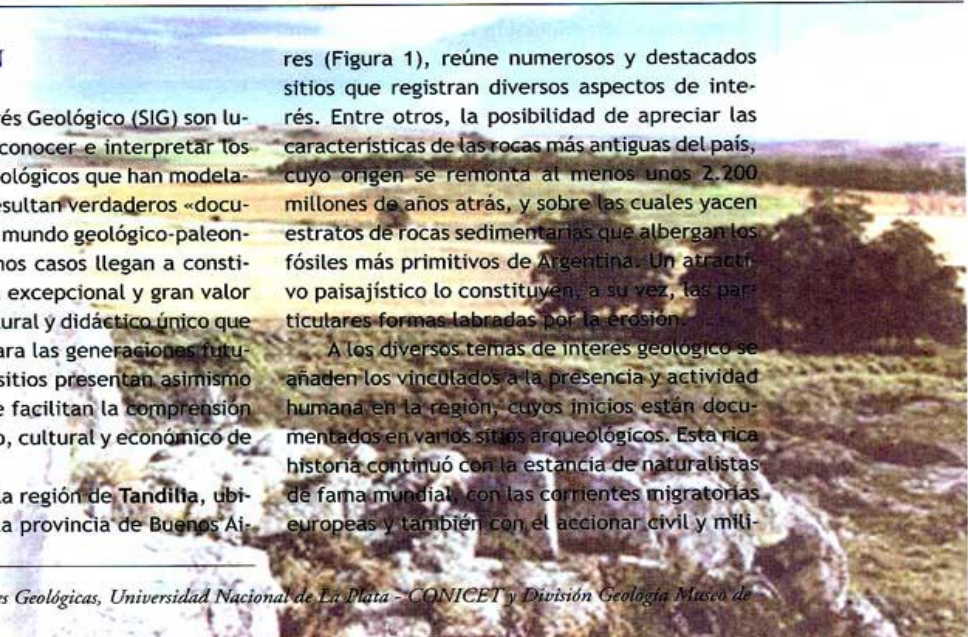 rés Geológico (SIG) son lu-
conocer e interpretar los
ológicos que han modela-
esultan verdaderos «docu-
mundo geológico-paleon-
nos casos llegan a consti-
excepcional y gran valor
ural y didáctico único que
ara las generaciones futu-
sitios presentan asimismo
e facilitan la comprensión
o, cultural y económico de
la región de Tandilia, ubi-
a provincia de Buenos Ai-
res (Figura 1), reúne numerosos y destacados
sitios que registran diversos aspectos de inte-
rés. Entre otros, la posibilidad de apreciar las
características de las rocas más antiguas del país,
cuyo origen se remonta al menos unos 2.200
millones de años atrás, y sobre las cuales yacen
estratos de rocas sedimentarias que albergan los
fósiles más primitivos de Argentina. Un atracti-
vo paisajístico lo constituyen, a su vez, las par-
ticulares formas labradas por la erosión.
A los diversos temas de interes geológico se
añaden los vinculados a la presencia y actividad
humana en la región, cuyos inicios están docu-
mentados en varios sitios arqueológicos. Esta rica
historia continuó con la estancia de naturalistas
de fama mundial, con las corrientes migratorias
europeas y también con el accionar civil y mili-
es Geológicas, Universidad Nacional de La Plata - CONICET y División Geología Museo de